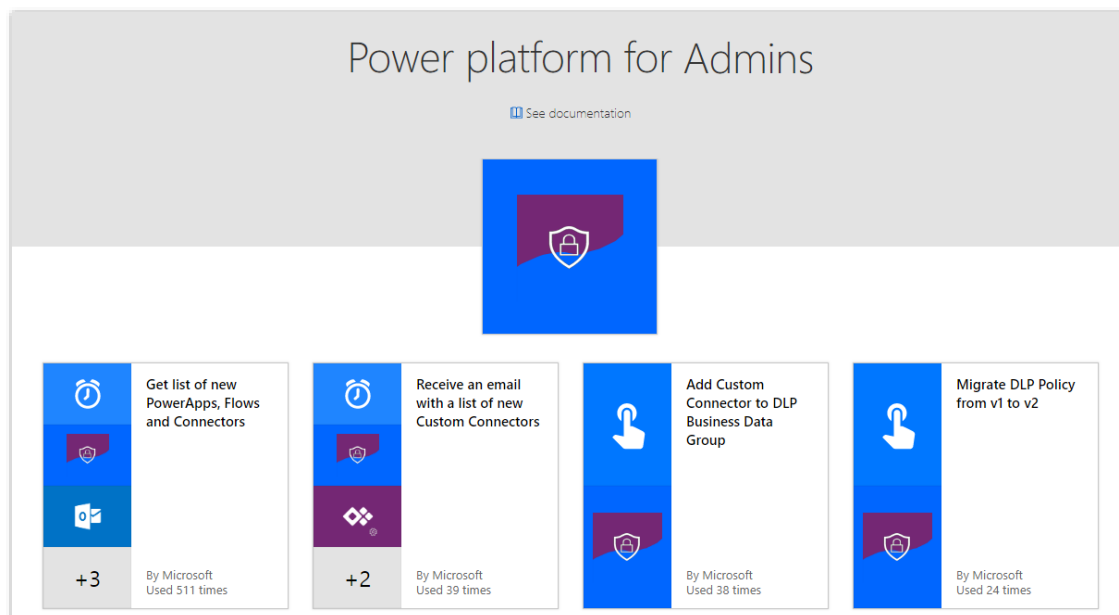 Power platform for Admins
See documentation
Get list of new
PowerApps, Flows
and Connectors
+3
By Microsoft
Used 511 times
Receive an email
with a list of new
Custom Connectors
+2
By Microsoft
Used 39 times
Add Custom
Connector to DLP
Business Data
Group
By Microsoft
Used 38 times
Migrate DLP Policy
from v1 to v2
By Microsoft
Used 24 times